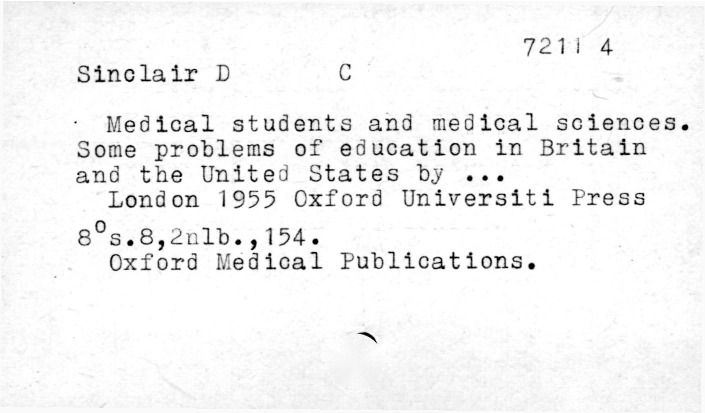 7211 4
Sinclair D C
Medical students and medical sciences.
Some problems of education in Britain
and the United States by ...
London 1955 Oxford Universiti Press
8°s.8,2nlb.,154.
Oxford Medical Publications.